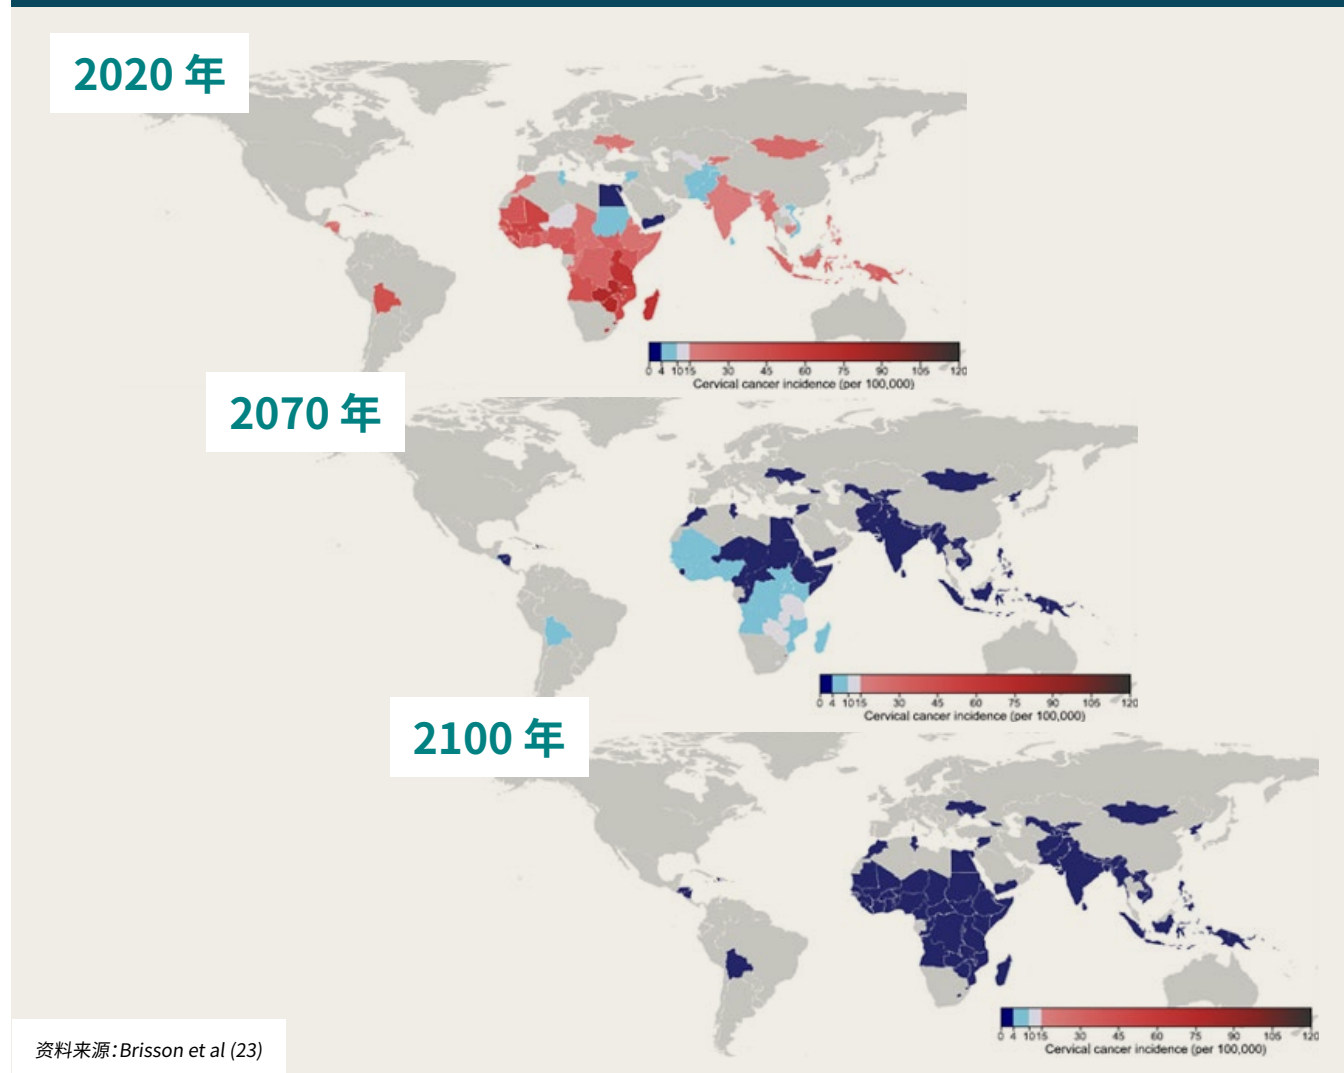 2020 年
0 4 10 15 30 45 60 75 90 105 120
Cervical cancer incidence (per 100,000)
2070 年
0 4 10 15 30 45 60 75 90 105 120
Cervical cancer incidence (per 100,000)
2100 年
0 4 10 15 30 45 60 75 90 105 120
Cervical cancer incidence (per 100,000)
资料来源：Brisson et al (23)